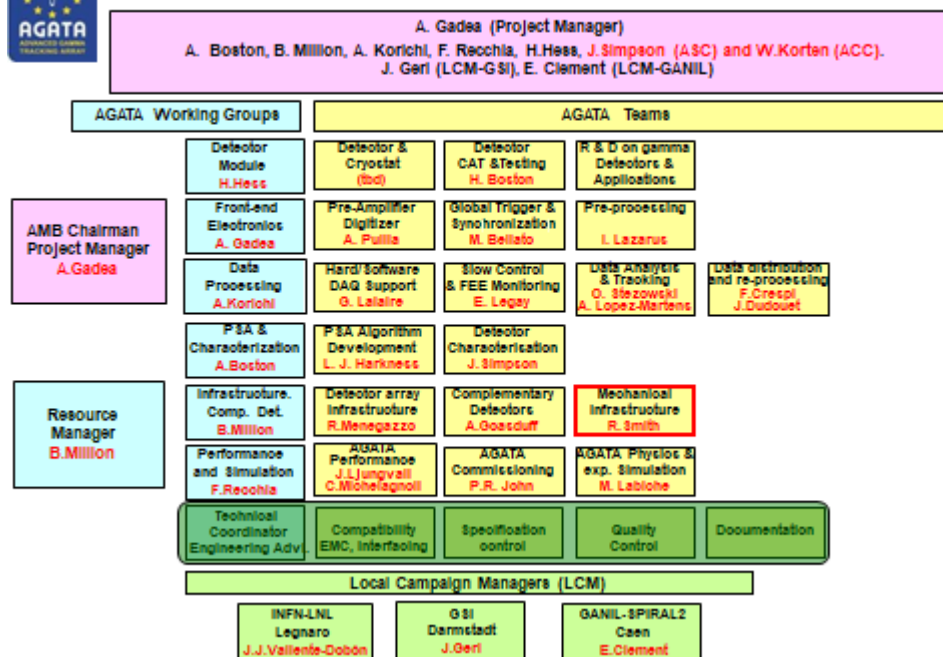 AGATA
ADVANCED GAMMA
TRACKING ARRAY
A. Gadea (Project Manager)
A. Boston, B. Million, A. Korichi, F. Recchia, H.Hess, J.Simpson (ASC) and W.Korten (ACC).
J. Gerl (LCM-GSI), E. Clement (LCM-GANIL)
AGATA Working Groups
AGATA Teams
Detector
Module
H.Hess
Detector &
Cryostat
(tbd)
Detector
CAT &Testing
H. Boston
R & D on gamma
Detectors &
Applications
AMB Chairman
Project Manager
A.Gadea
Front-end
Electronics
A. Gadea
Pre-Amplifier
Digitizer
A. Pullia
Global Trigger &
Synchronization
M. Bellato
Pre-processing
I. Lazarus
Data
Processing
A.Korichi
Hard/Software
DAQ Support
G. Lalaire
Slow Control
& FEE Monitoring
E. Legay
Data Analysis
& Tracking
O. Stezowski
A. Lopez-Martens
Data distribution
and re-processing
F.Crespi
J.Dudouet
PSA &
Characterization
A.Boston
PSA Algorithm
Development
L. J. Harkness
Detector
Characterisation
J. Simpson
Resource
Manager
B.Million
Infrastructure.
Comp. Det.
B.Million
Detector array
Infrastructure
R.Menegazzo
Complementary
Detectors
A.Goasduff
Mechanical
Infrastructure
R. Smith
Performance
and Simulation
F.Recchia
AGATA
Performance
J.Ljungvall
C.Michelagnoli
AGATA
Commissioning
P.R. John
AGATA Physics &
exp. Simulation
M. Labiche
Technical
Coordinator
Engineering Advi.
Compatibility
EMC, Interfacing
Specification
control
Quality
Control
Documentation
Local Campaign Managers (LCM)
INFN-LNL
Legnaro
J.J.Valiente-Dobón
GSI
Darmstadt
J.Gerl
GANIL-SPIRAL2
Caen
E.Clement